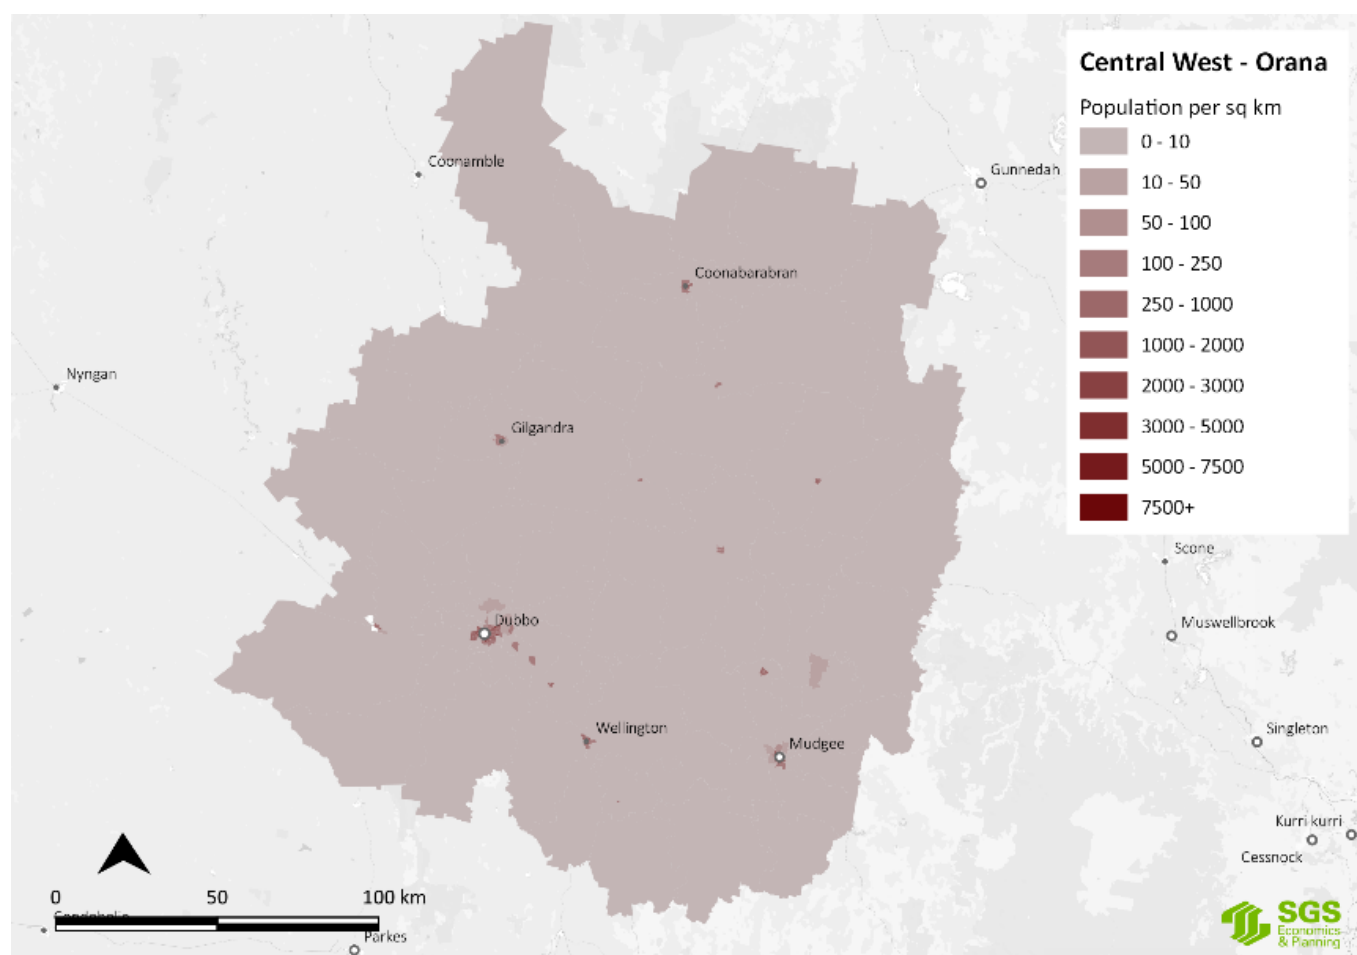 Central West - Orana
Population per sq km
0 - 10
10 - 50
50 - 100
100 - 250
250 - 1000
1000 - 2000
2000 - 3000
3000 - 5000
5000 - 7500
7500+
Coonamble
Gunnedah
Coonabarabran
Nyngan
Gilgandra
Scone
Dubbo
Muswellbrook
Wellington
Mudgee
Singleton
Kurri kurri
Cessnock
0 50 100 km
Parkes
SGS
Economics
& Planning